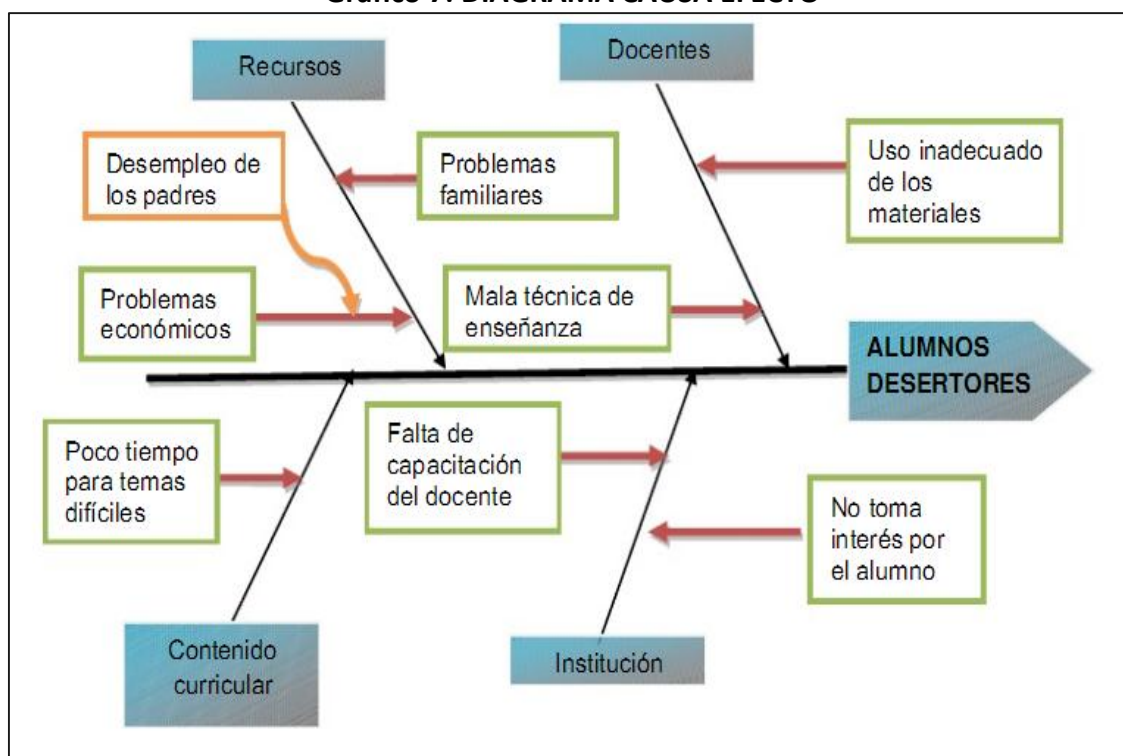 Recursos
Docentes
Desempleo de
los padres
Problemas
familiares
Uso inadecuado
de los
materiales
Problemas
económicos
Mala técnica de
enseñanza
ALUMNOS
DESERTORES
Poco tiempo
para temas
difíciles
Falta de
capacitación
del docente
No toma
interés por
el alumno
Contenido
curricular
Institución